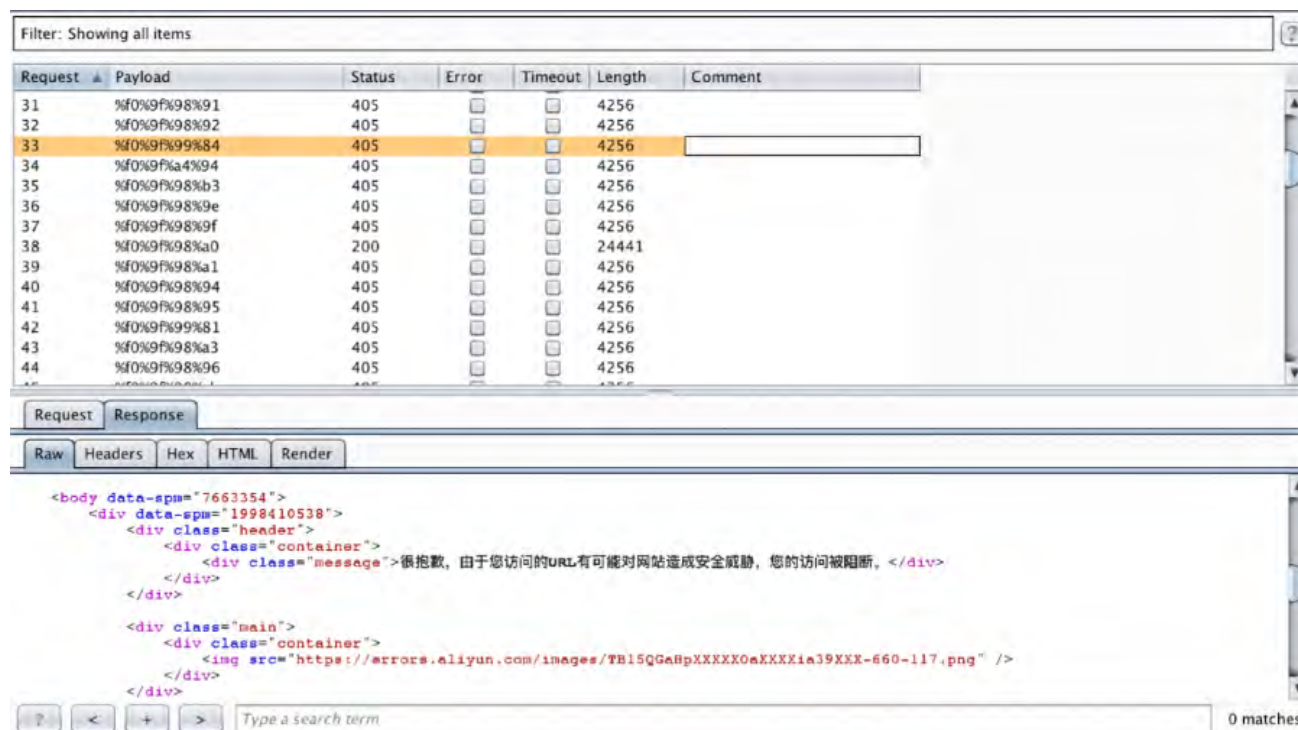 Filter: Showing all items
?
Request Payload Status Error Timeout Length Comment
31 %f0%9f%98%91 405 4256
32 %f0%9f%98%92 405 4256
33 %f0%9f%99%84 405 4256
34 %f0%9f%a4%94 405 4256
35 %f0%9f%98%b3 405 4256
36 %f0%9f%98%9e 405 4256
37 %f0%9f%98%9f 405 4256
38 %f0%9f%98%a0 200 24441
39 %f0%9f%98%a1 405 4256
40 %f0%9f%98%94 405 4256
41 %f0%9f%98%95 405 4256
42 %f0%9f%99%81 405 4256
43 %f0%9f%98%a3 405 4256
44 %f0%9f%98%96 405 4256
Request Response
Raw Headers Hex HTML Render
<body data-spm="7663354">
<div data-spm="1998410538">
<div class="header">
<div class="container">
<div class="message">很抱歉，由于您访问的URL有可能对网站造成安全威胁，您的访问被阻断。</div>
</div>
</div>
<div class="main">
<div class="container">
<img src="https://errors.aliyun.com/images/TB15QGaHpXXXXXOaXXXXia39XXX-660-117.png" />
</div>
</div>
? < + > Type a search term 0 matches